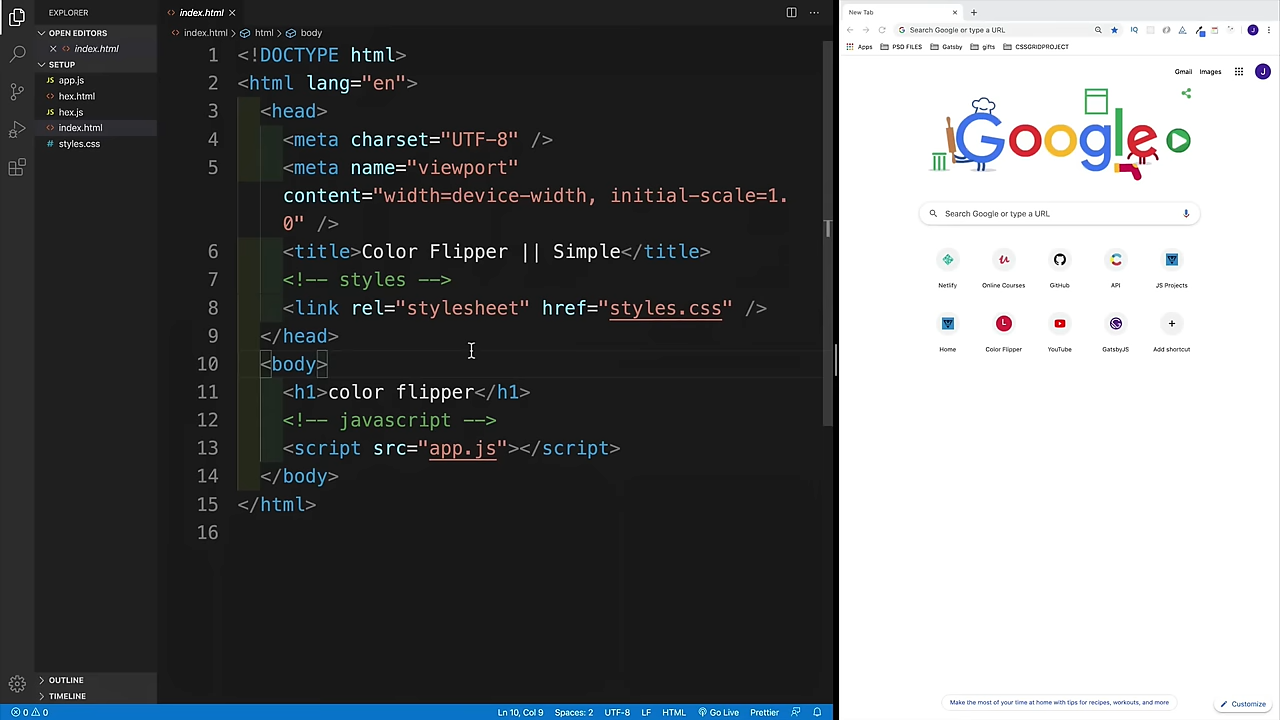 EXPLORER
OPEN EDITORS
index.html
SETUP
app.js
hex.html
hex.js
index.html
styles.css
OUTLINE
TIMELINE
index.html
index.html > html > body
1 <!DOCTYPE html>
2 <html lang="en">
3 <head>
4 <meta charset="UTF-8" />
5 <meta name="viewport"
content="width=device-width, initial-scale=1.
0" />
6 <title>Color Flipper || Simple</title>
7 <!-- styles -->
8 <link rel="stylesheet" href="styles.css" />
9 </head>
10 <body>
11 <h1>color flipper</h1>
12 <!-- javascript -->
13 <script src="app.js"></script>
14 </body>
15 </html>
16
0 0
Ln 10, Col 9 Spaces: 2 UTF-8 LF HTML Go Live Prettier
New Tab
Search Google or type a URL
Apps PSD FILES Gatsby gifts CSSGRIDPROJECT
Gmail Images J
Google
Search Google or type a URL
Netlify Online Courses GitHub API JS Projects
Home Color Flipper YouTube GatsbyJS Add shortcut
Make the most of your time at home with tips for recipes, workouts, and more
Customize